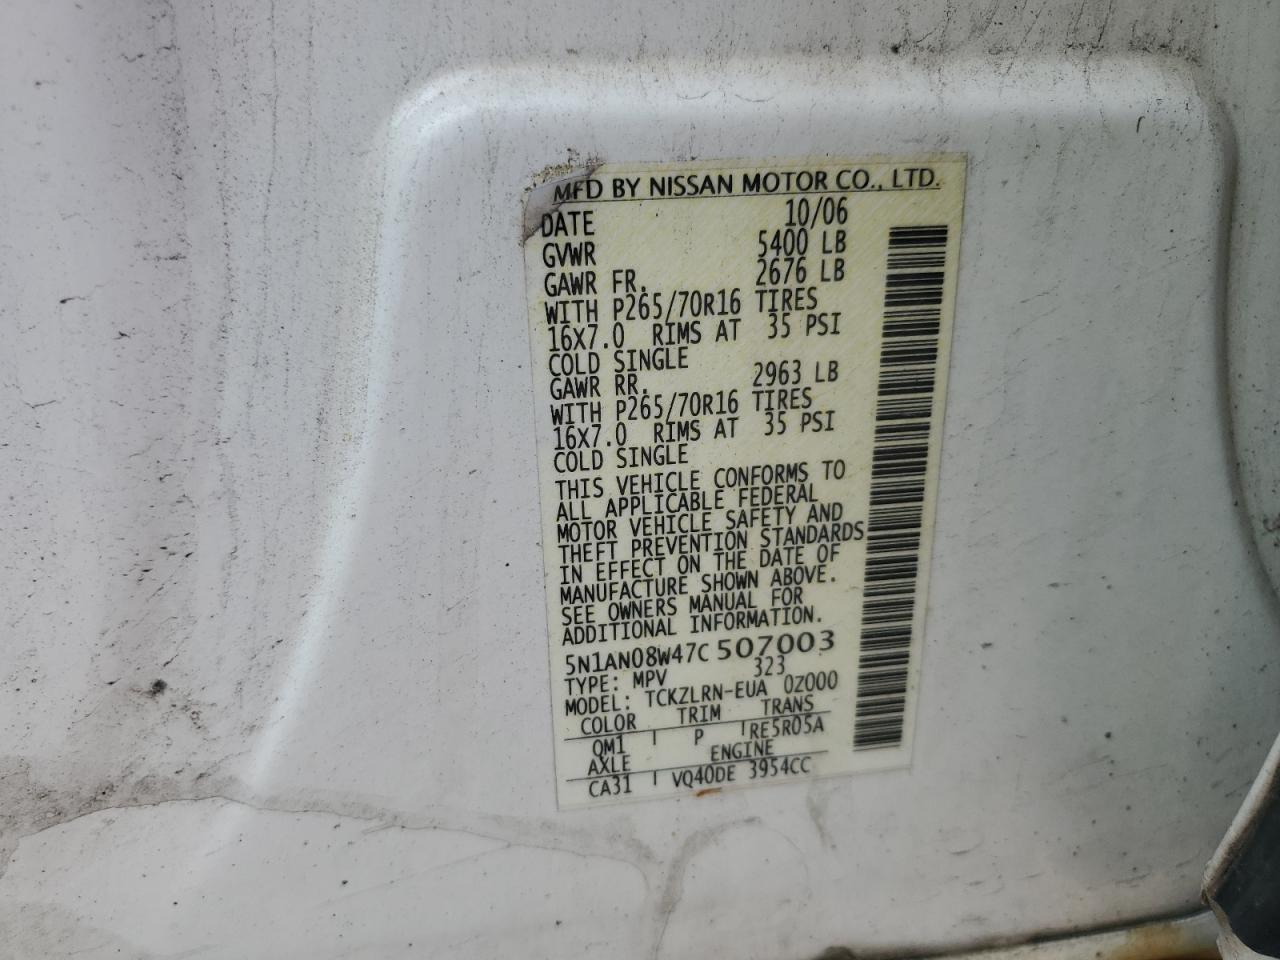 MFD BY NISSAN MOTOR CO., LTD.
DATE 10/06
GVWR 5400 LB
GAWR FR. 2676 LB
WITH P265/70R16 TIRES
16X7.0 RIMS AT 35 PSI
COLD SINGLE
GAWR RR. 2963 LB
WITH P265/70R16 TIRES
16X7.0 RIMS AT 35 PSI
COLD SINGLE
THIS VEHICLE CONFORMS TO
ALL APPLICABLE FEDERAL
MOTOR VEHICLE SAFETY AND
THEFT PREVENTION STANDARDS
IN EFFECT ON THE DATE OF
MANUFACTURE SHOWN ABOVE.
SEE OWNERS MANUAL FOR
ADDITIONAL INFORMATION.
5N1AN08W47C507003
TYPE: MPV 323
MODEL: TCKZLRN-EUA 0Z000
COLOR TRIM TRANS
QM1 P RE5R05A
AXLE ENGINE
CA31 VQ40DE 3954CC